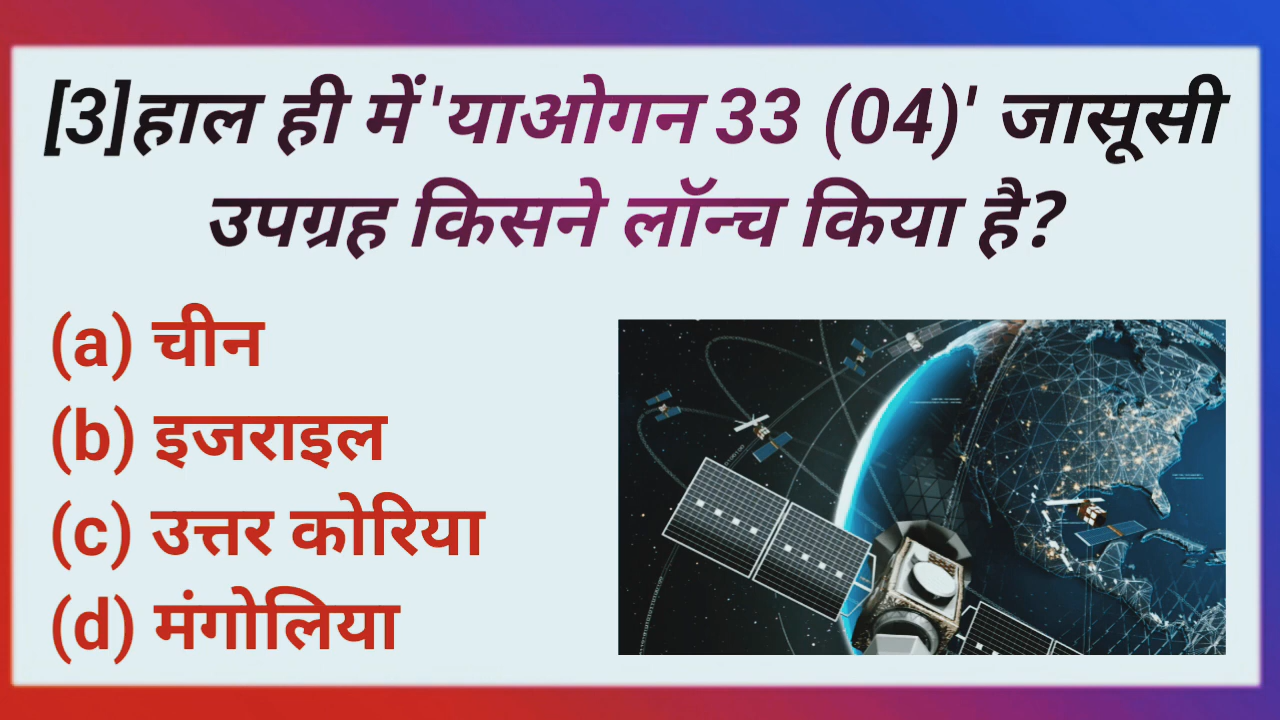 [3]हाल ही में 'याओगन 33 (04)' जासूसी
उपग्रह किसने लॉन्च किया है?
(a) चीन
(b) इजराइल
(c) उत्तर कोरिया
(d) मंगोलिया